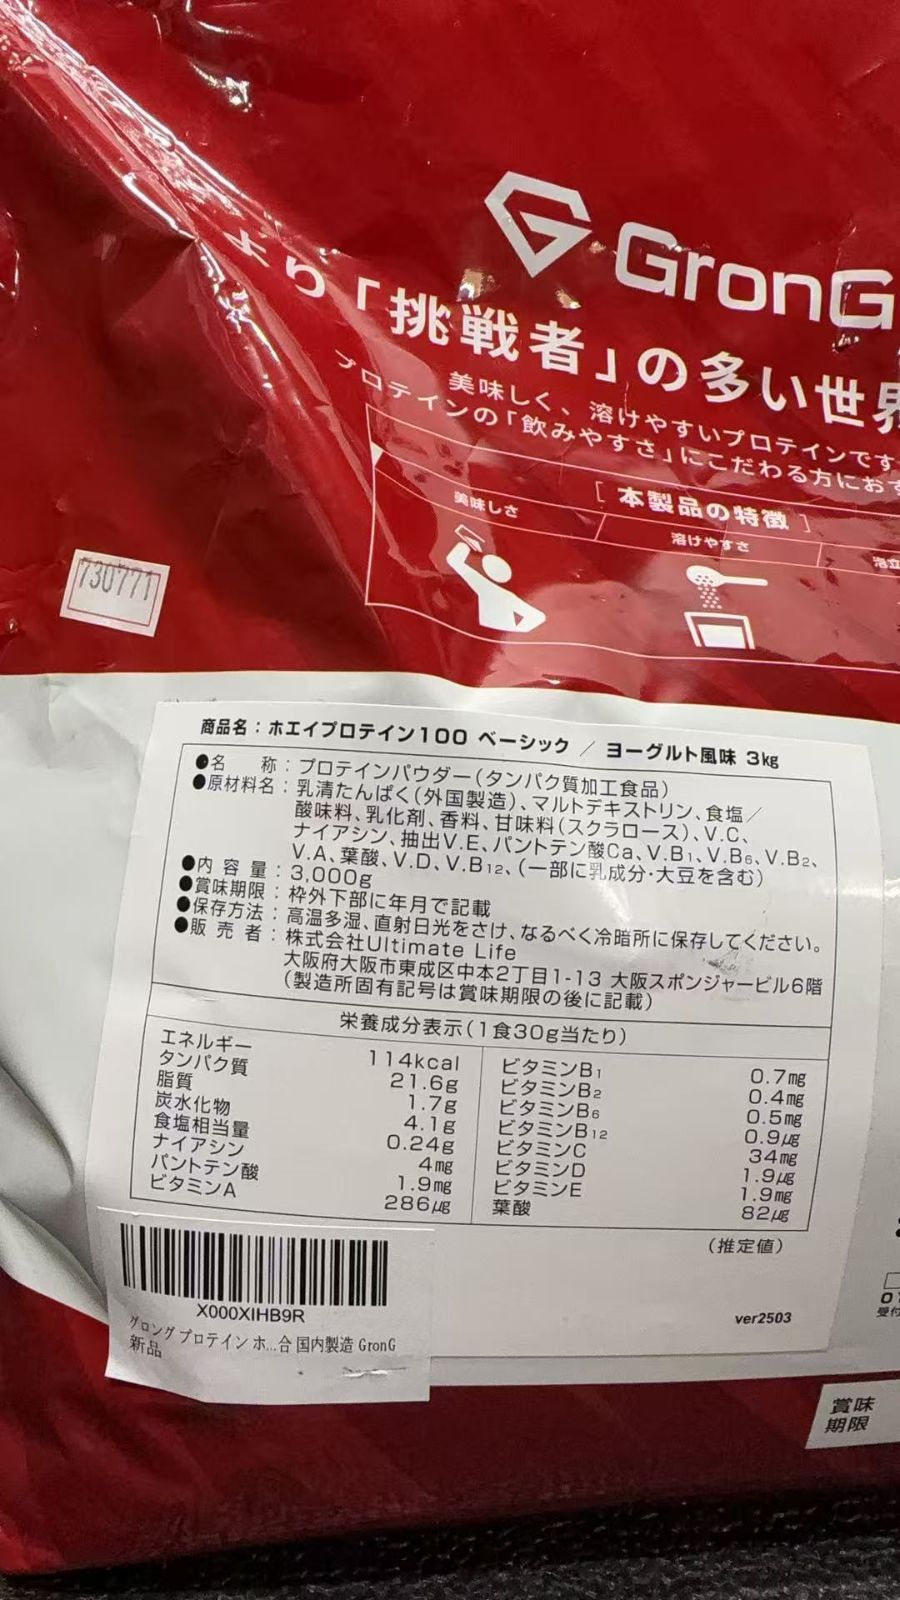 GronG
より「挑戦者」の多い世界
美味しく、溶けやすいプロテインです
プロテインの「飲みやすさ」にこだわる方におす
[ 本製品の特徴 ]
美味しさ
溶けやすさ
泡立
730771
商品名:ホエイプロテイン100 ベーシック / ヨーグルト風味 3kg
●名 称:プロテインパウダー(タンパク質加工食品)
●原材料名:乳清たんぱく(外国製造)、マルトデキストリン、食塩/
酸味料、乳化剤、香料、甘味料(スクラロース)、V.C、
ナイアシン、抽出V.E、パントテン酸Ca、V.B1、V.B6、V.B2、
V.A、葉酸、V.D、V.B12、(一部に乳成分・大豆を含む)
●内容量:3,000g
●賞味期限:枠外下部に年月で記載
●保存方法:高温多湿、直射日光をさけ、なるべく冷暗所に保存してください。
●販売者:株式会社Ultimate Life
大阪府大阪市東成区中本2丁目1-13 大阪スポンジャービル6階
(製造所固有記号は賞味期限の後に記載)
栄養成分表示(1食30g当たり)
エネルギー 114kcal
タンパク質 21.6g
脂質 1.7g
炭水化物 4.1g
食塩相当量 0.24g
ナイアシン 4mg
パントテン酸 1.9mg
ビタミンA 286μg
ビタミンB1 0.7mg
ビタミンB2 0.4mg
ビタミンB6 0.5mg
ビタミンB12 0.9μg
ビタミンC 34mg
ビタミンD 1.9μg
ビタミンE 1.9mg
葉酸 82μg
(推定値)
X000XIHB9R
グロング プロテイン ホ...合 国内製造 GronG
新品
ver2503
受付
賞味
期限